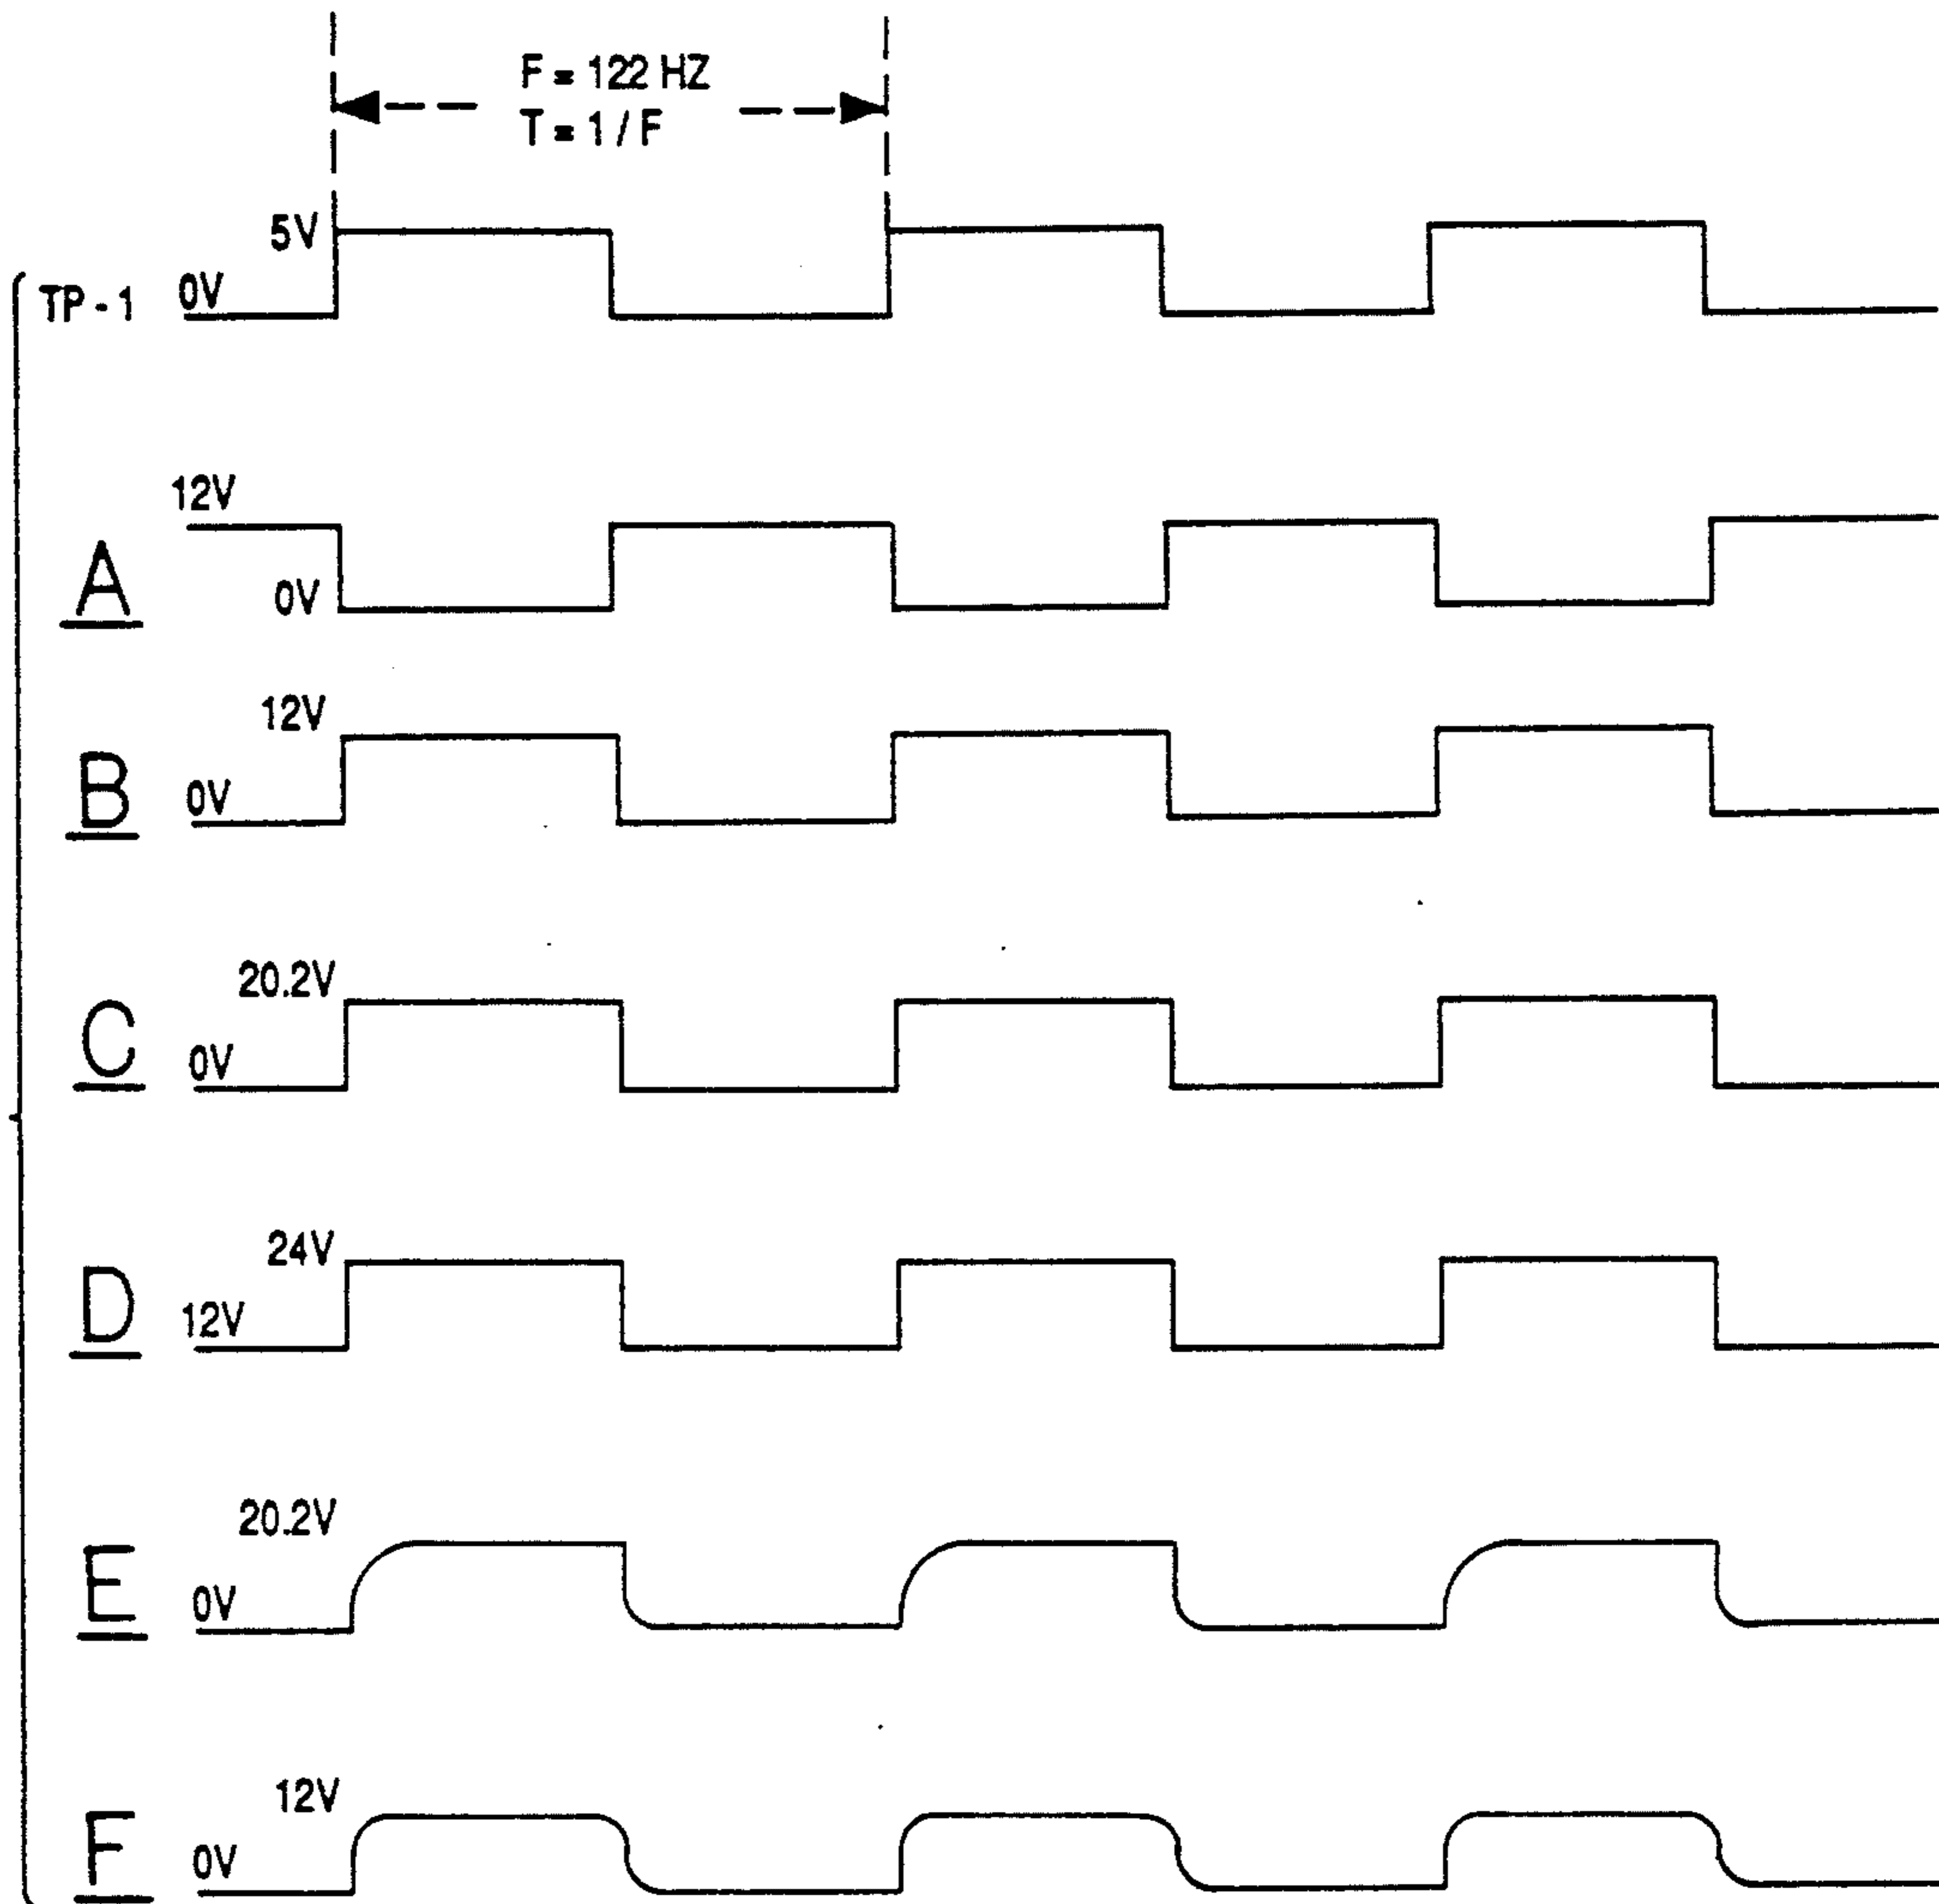 F = 122 HZ
T = 1 / F
5V
TP - 1 0V
12V
A 0V
12V
B 0V
20.2V
C 0V
24V
D 12V
20.2V
E 0V
12V
F 0V